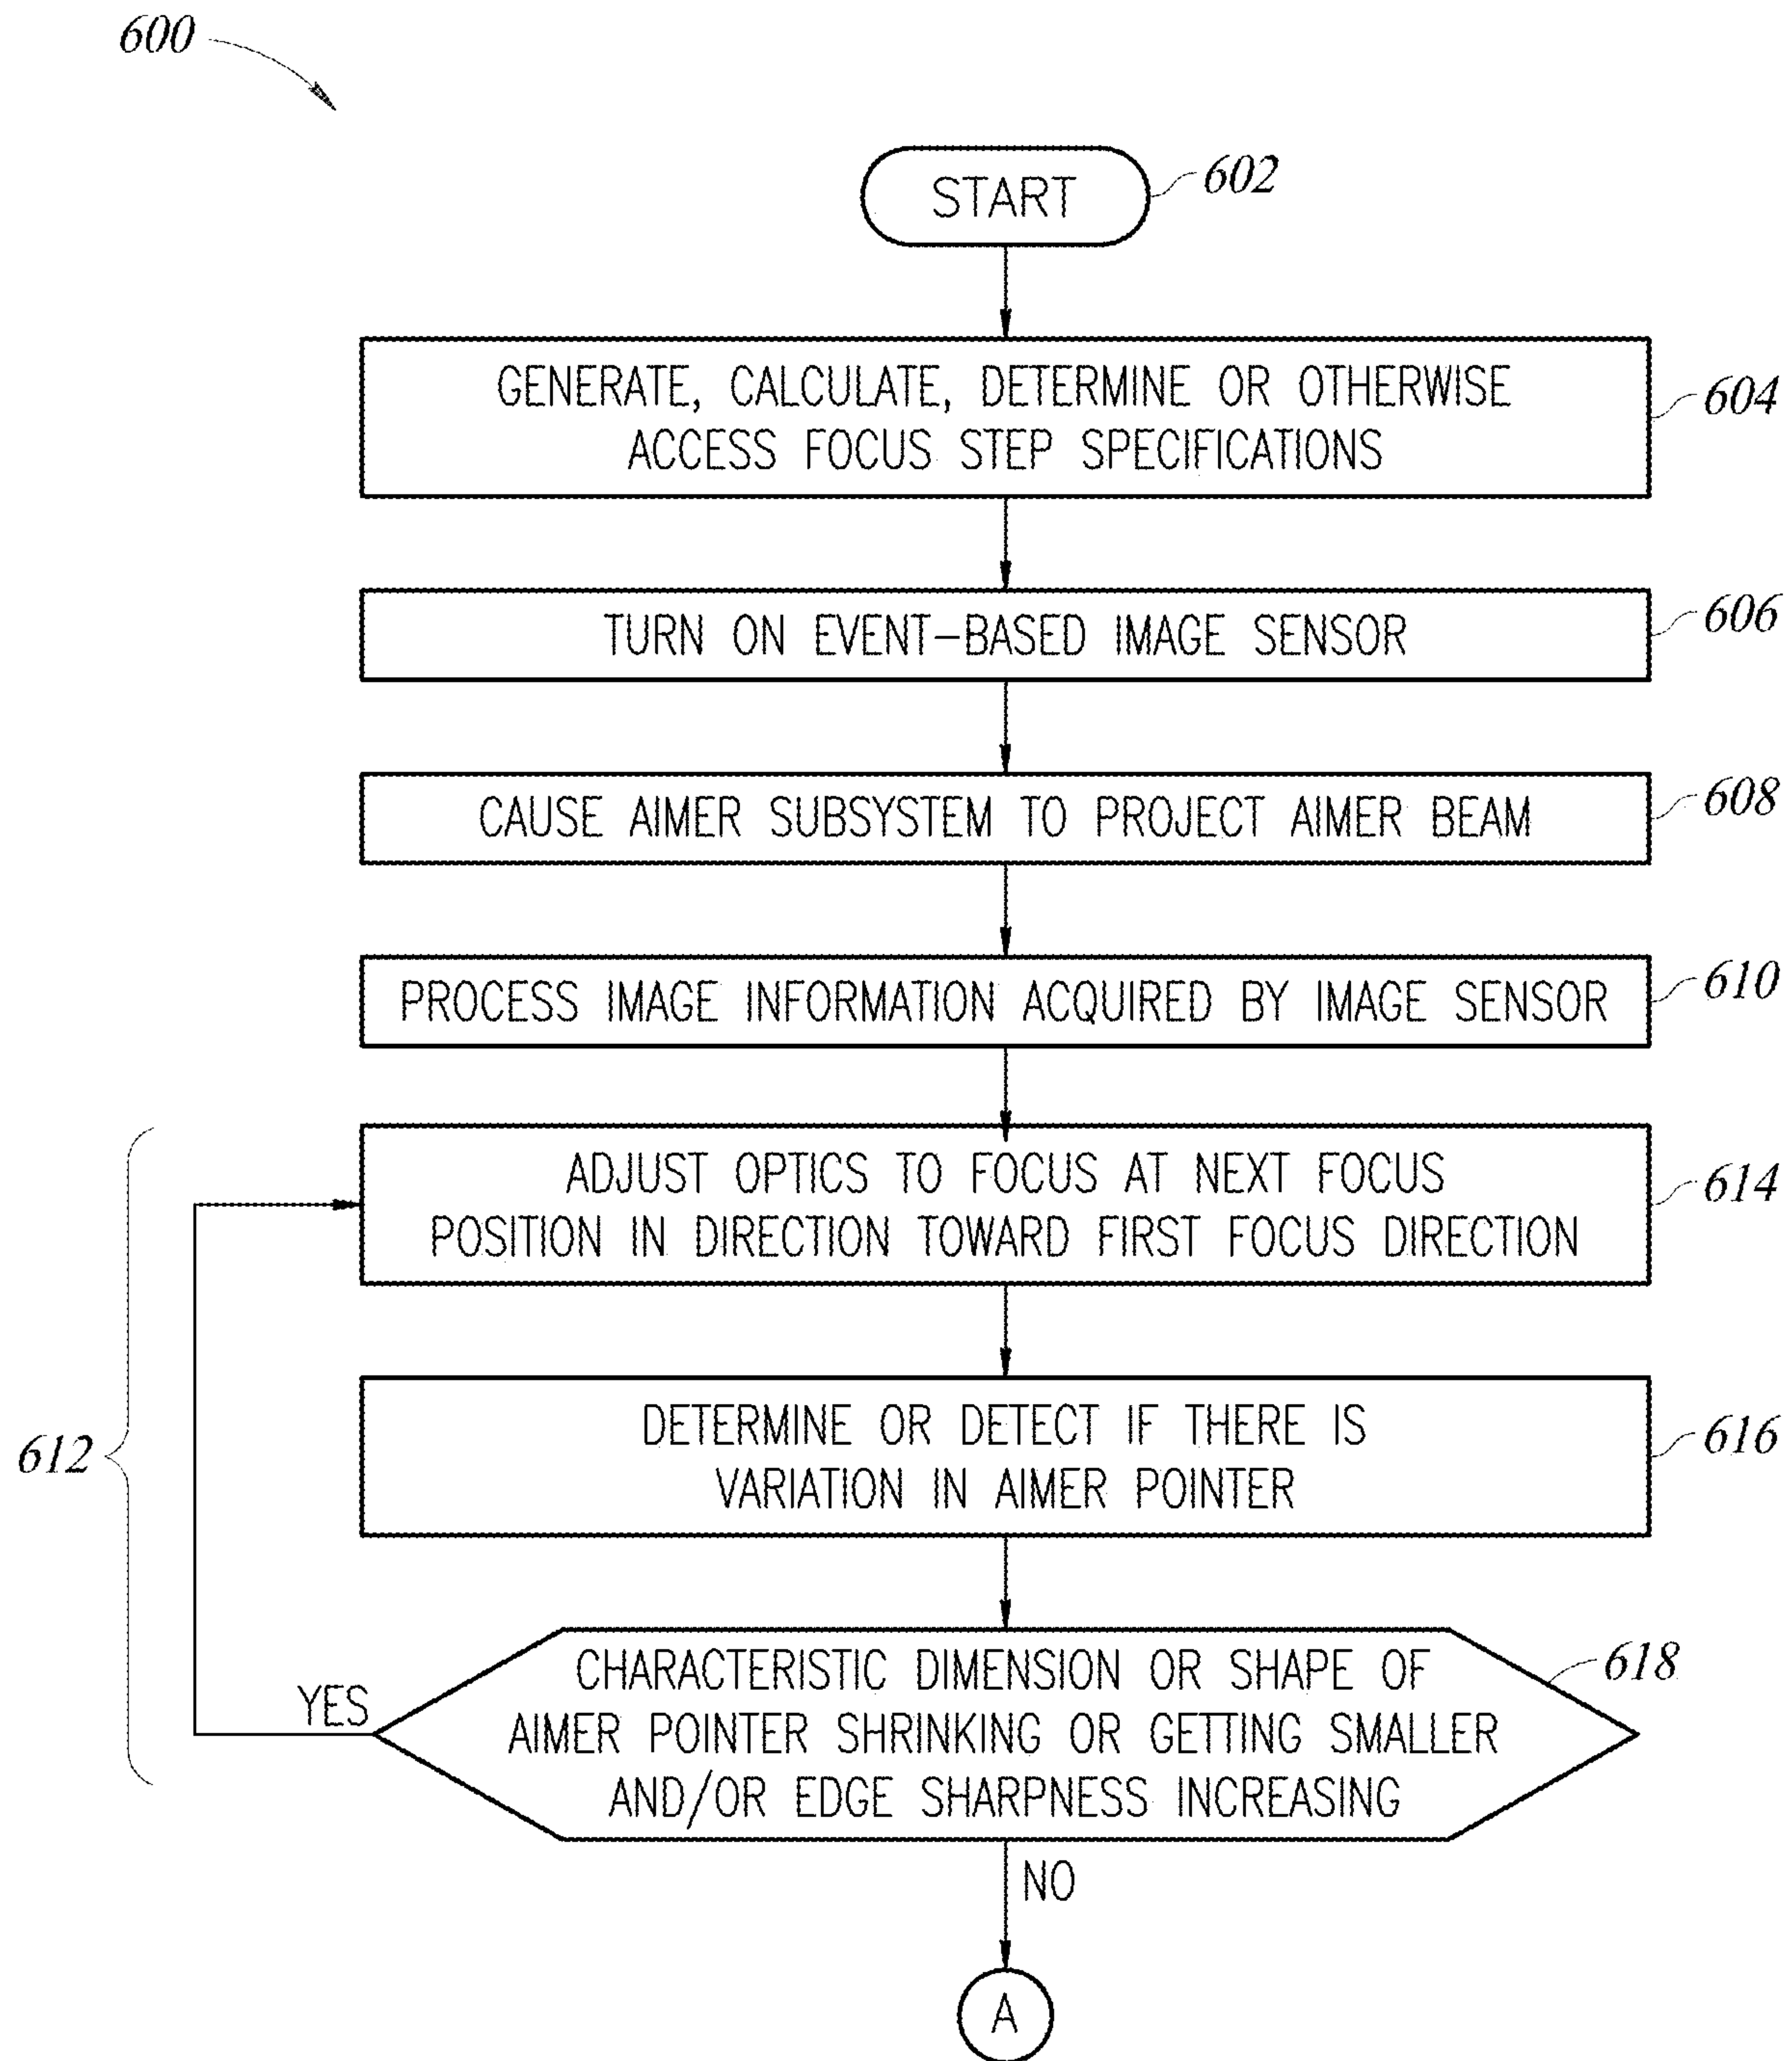 600
START
602
GENERATE, CALCULATE, DETERMINE OR OTHERWISE
ACCESS FOCUS STEP SPECIFICATIONS
604
TURN ON EVENT-BASED IMAGE SENSOR
606
CAUSE AIMER SUBSYSTEM TO PROJECT AIMER BEAM
608
PROCESS IMAGE INFORMATION ACQUIRED BY IMAGE SENSOR
610
ADJUST OPTICS TO FOCUS AT NEXT FOCUS
POSITION IN DIRECTION TOWARD FIRST FOCUS DIRECTION
614
612
DETERMINE OR DETECT IF THERE IS
VARIATION IN AIMER POINTER
616
CHARACTERISTIC DIMENSION OR SHAPE OF
AIMER POINTER SHRINKING OR GETTING SMALLER
AND/OR EDGE SHARPNESS INCREASING
618
YES
NO
A